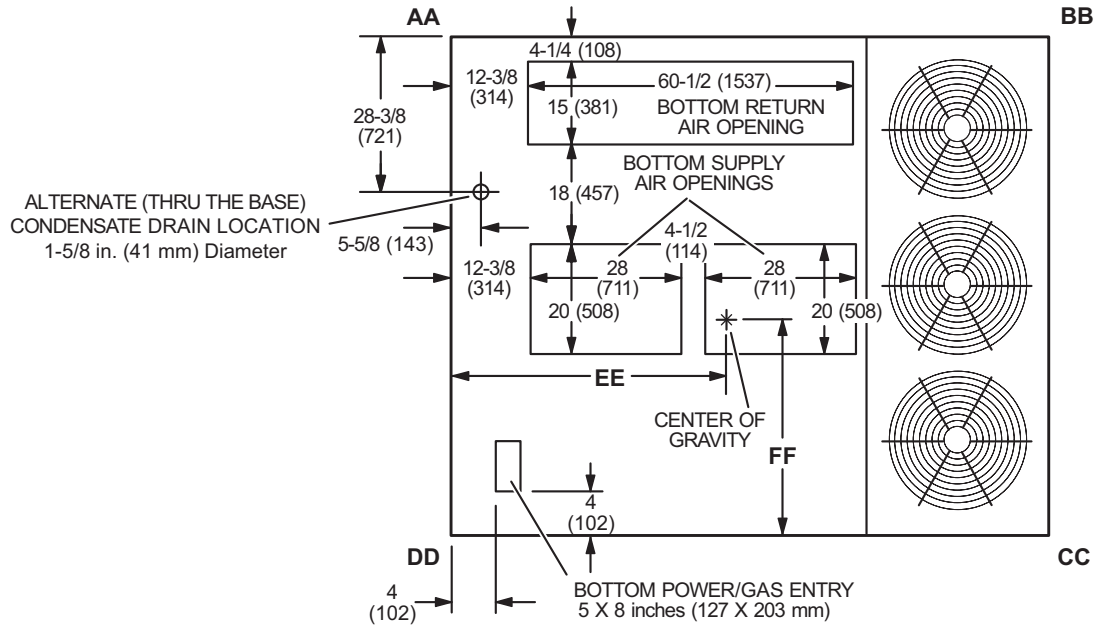 AA
BB
4-1/4 (108)
12-3/8
(314)
60-1/2 (1537)
15 (381)
BOTTOM RETURN
AIR OPENING
28-3/8
(721)
BOTTOM SUPPLY
AIR OPENINGS
18 (457)
ALTERNATE (THRU THE BASE)
CONDENSATE DRAIN LOCATION
1-5/8 in. (41 mm) Diameter
5-5/8 (143)
4-1/2
(114)
12-3/8
(314)
28
(711)
28
(711)
20 (508)
20 (508)
EE
CENTER OF
GRAVITY
FF
4
(102)
DD
CC
4
(102)
BOTTOM POWER/GAS ENTRY
5 X 8 inches (127 X 203 mm)